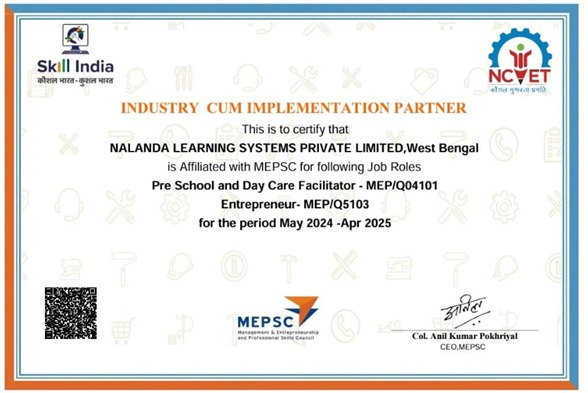 Skill India
कौशल भारत-कुशल भारत
NCVET
कौशल गुणवत्ता प्रगति
INDUSTRY CUM IMPLEMENTATION PARTNER
This is to certify that
NALANDA LEARNING SYSTEMS PRIVATE LIMITED,West Bengal
is Affiliated with MEPSC for following Job Roles
Pre School and Day Care Facilitator - MEP/Q04101
Entrepreneur- MEP/Q5103
for the period May 2024 -Apr 2025
MEPSC
Management & Entrepreneurship
and Professional Skills Council
Col. Anil Kumar Pokhriyal
CEO,MEPSC